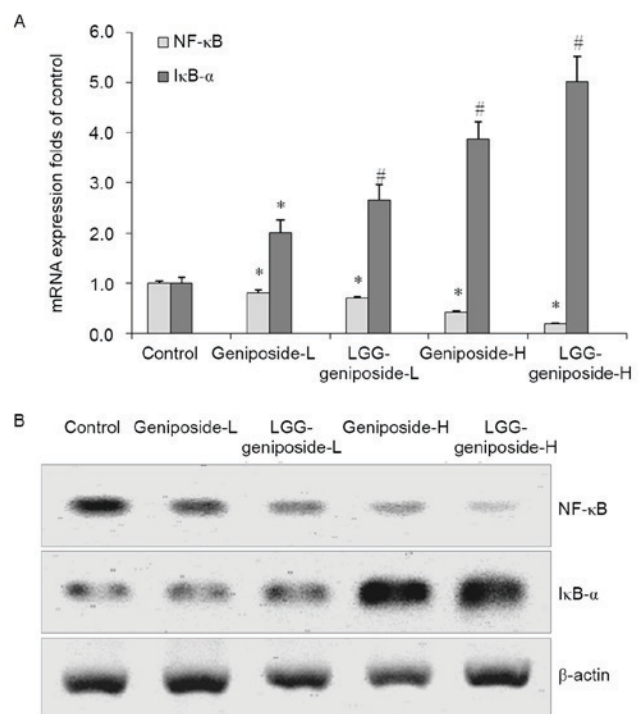 A
6.0
5.0
4.0
3.0
2.0
1.0
0.0
mRNA expression folds of control
NF-κB
IκB-α
*
*
*
#
*
#
*
#
Control
Geniposide-L
LGG-
geniposide-L
Geniposide-H
LGG-
geniposide-H
B
Control Geniposide-L LGG- Geniposide-H LGG-
geniposide-L geniposide-H
NF-κB
IκB-α
β-actin